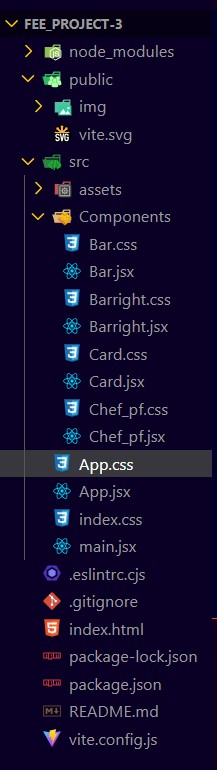 FEE_PROJECT-3
node_modules
public
img
vite.svg
src
assets
Components
Bar.css
Bar.jsx
Barright.css
Barright.jsx
Card.css
Card.jsx
Chef_pf.css
Chef_pf.jsx
App.css
App.jsx
index.css
main.jsx
.eslintrc.cjs
.gitignore
index.html
package-lock.json
package.json
README.md
vite.config.js